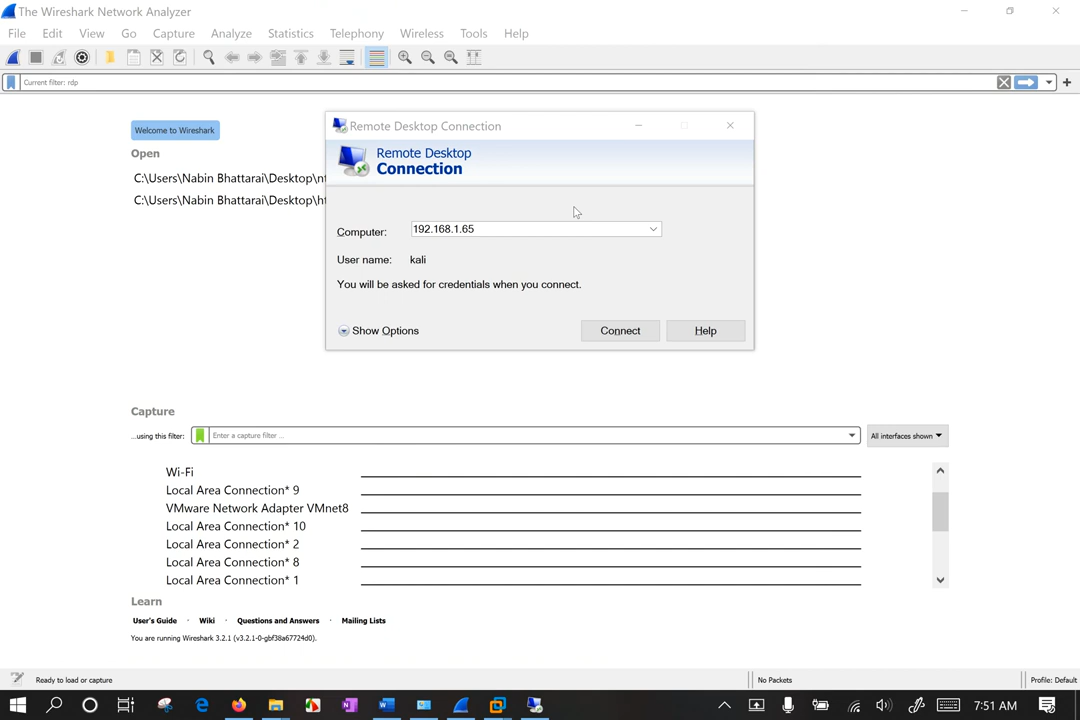 The Wireshark Network Analyzer
File Edit View Go Capture Analyze Statistics Telephony Wireless Tools Help
Current filter: rdp
Welcome to Wireshark
Open
C:\Users\Nabin Bhattarai\Desktop\
C:\Users\Nabin Bhattarai\Desktop\
Remote Desktop Connection
Remote Desktop
Connection
Computer: 192.168.1.65
User name: kali
You will be asked for credentials when you connect.
Show Options Connect Help
Capture
...using this filter: Enter a capture filter ... All interfaces shown
Wi-Fi
Local Area Connection* 9
VMware Network Adapter VMnet8
Local Area Connection* 10
Local Area Connection* 2
Local Area Connection* 8
Local Area Connection* 1
Learn
User's Guide · Wiki · Questions and Answers · Mailing Lists
You are running Wireshark 3.2.1 (v3.2.1-0-gbf38a67724d0).
Ready to load or capture No Packets Profile: Default
7:51 AM